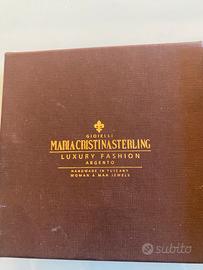 GIOIELLI
MARIACRISTINASTERLING
LUXURY FASHION
ARGENTO
HANDMADE IN TUSCANY
WOMAN & MAN JEWELS
subito